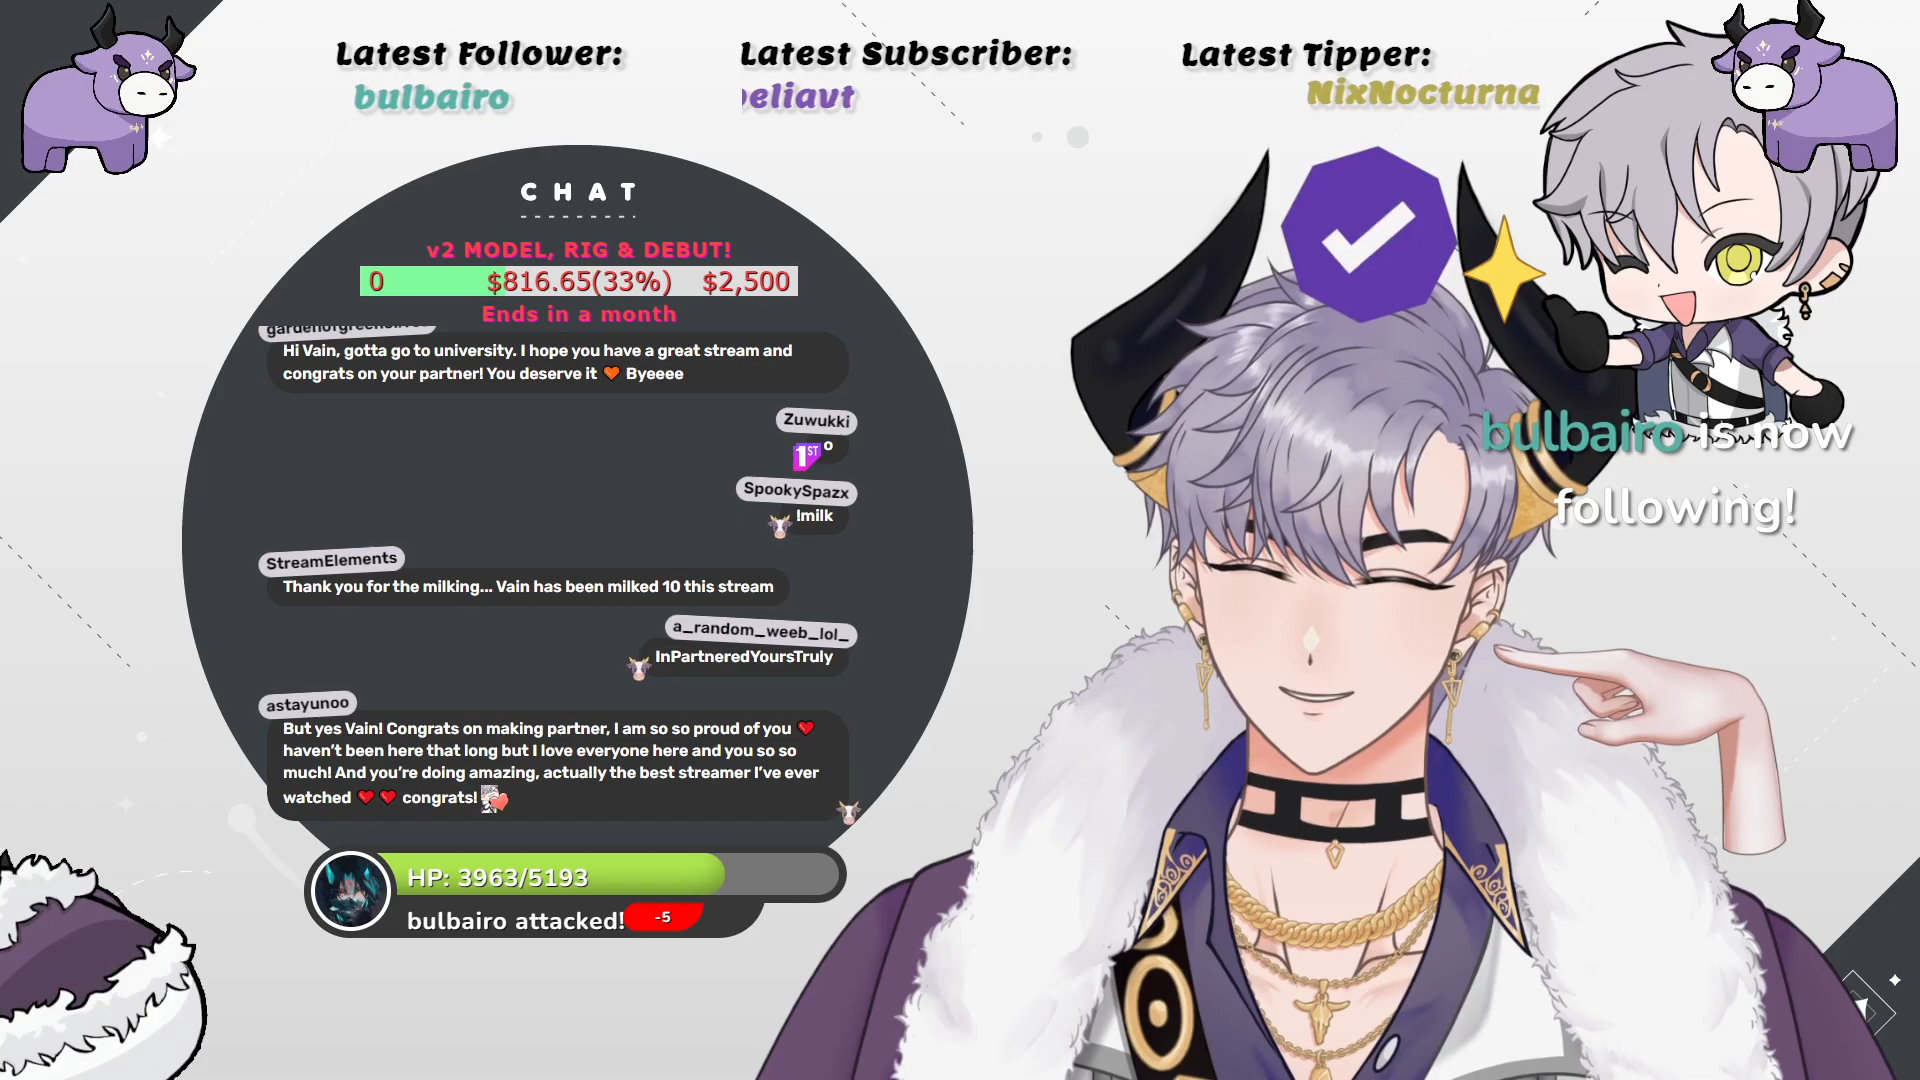 Latest Follower:
bulbairo
Latest Subscriber:
eliavt
Latest Tipper:
NixNocturna
CHAT
v2 MODEL, RIG & DEBUT!
0 $816.65(33%) $2,500
Ends in a month
Hi Vain, gotta go to university. I hope you have a great stream and
congrats on your partner! You deserve it 🧡 Byeeee
Zuwukki
1ST o
SpookySpazx
!milk
StreamElements
Thank you for the milking... Vain has been milked 10 this stream
a_random_weeb_lol_
InPartneredYoursTruly
astayunoo
But yes Vain! Congrats on making partner, I am so so proud of you ❤️
haven't been here that long but I love everyone here and you so so
much! And you're doing amazing, actually the best streamer I've ever
watched ❤️ ❤️ congrats!
HP: 3963/5193
bulbairo attacked! -5
bulbairo is now
following!